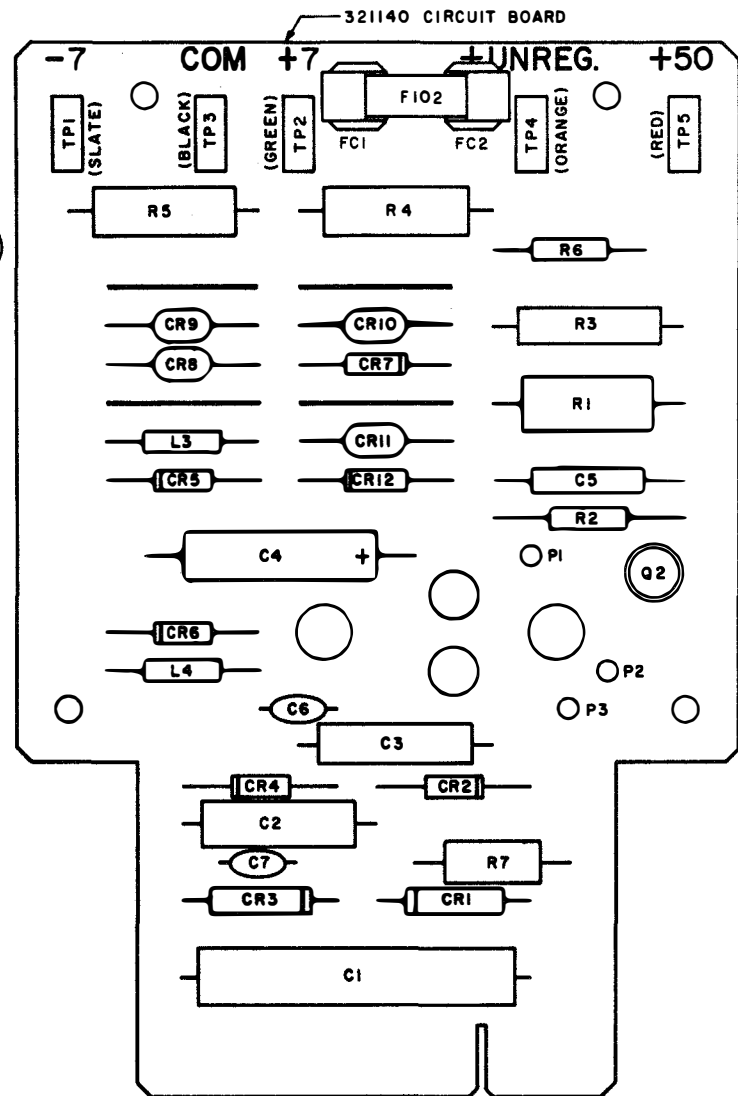 321140 CIRCUIT BOARD
-7 COM +7 +UNREG. +50
F102
TP1 (SLATE) (BLACK) TP3 (GREEN) TP2 FC1 FC2 TP4 (ORANGE) (RED) TP5
R5 R4
R6
CR9 CR10 R3
CR8 CR7
R1
L3 CR11
CR5 CR12 C5
R2
C4 + P1
Q2
CR6
L4 P2
C6 P3
C3
CR4 CR2
C2
C7 R7
CR3 CR1
C1